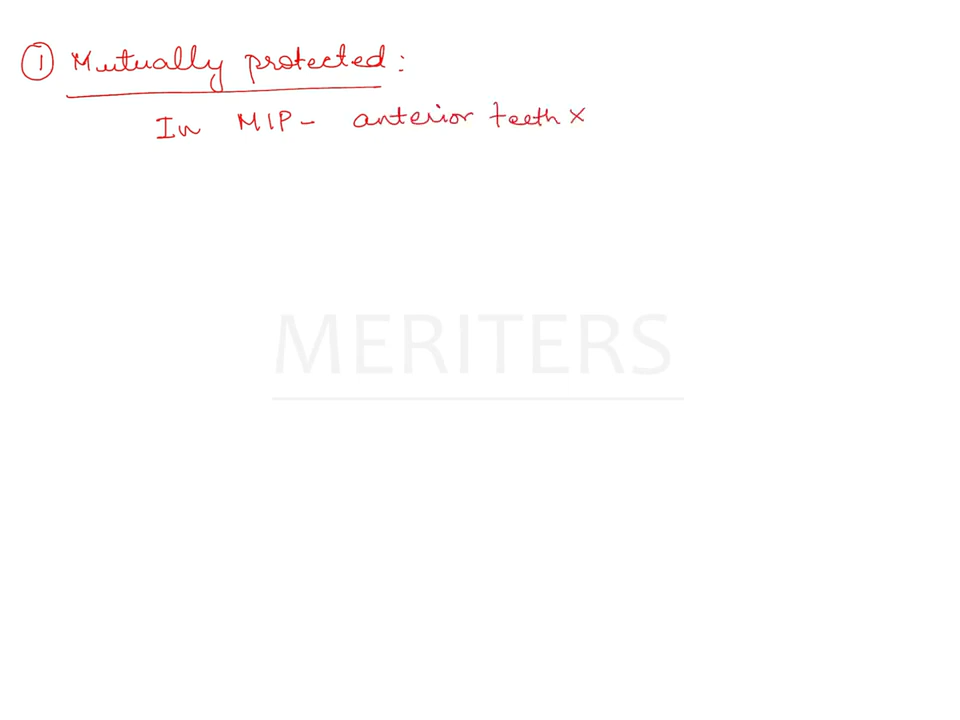 ① Mutually protected :
In MIP - anterior teeth x
MERITERS